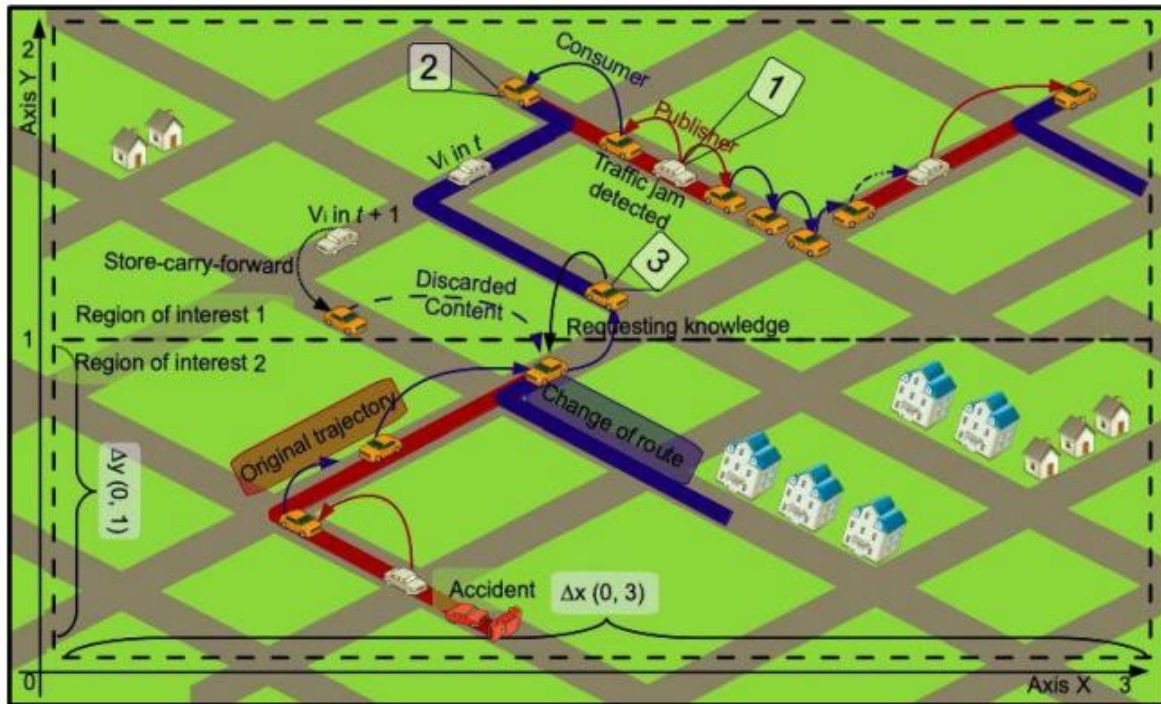 Axis Y
2
Consumer
2
1
Publisher
Vi in t
Traffic jam
detected
Vi in t + 1
3
Store-carry-forward
Discarded
Content
Region of interest 1
Requesting knowledge
1
Region of interest 2
Original trajectory
Change of route
Δy (0, 1)
Accident
Δx (0, 3)
0
Axis X
3